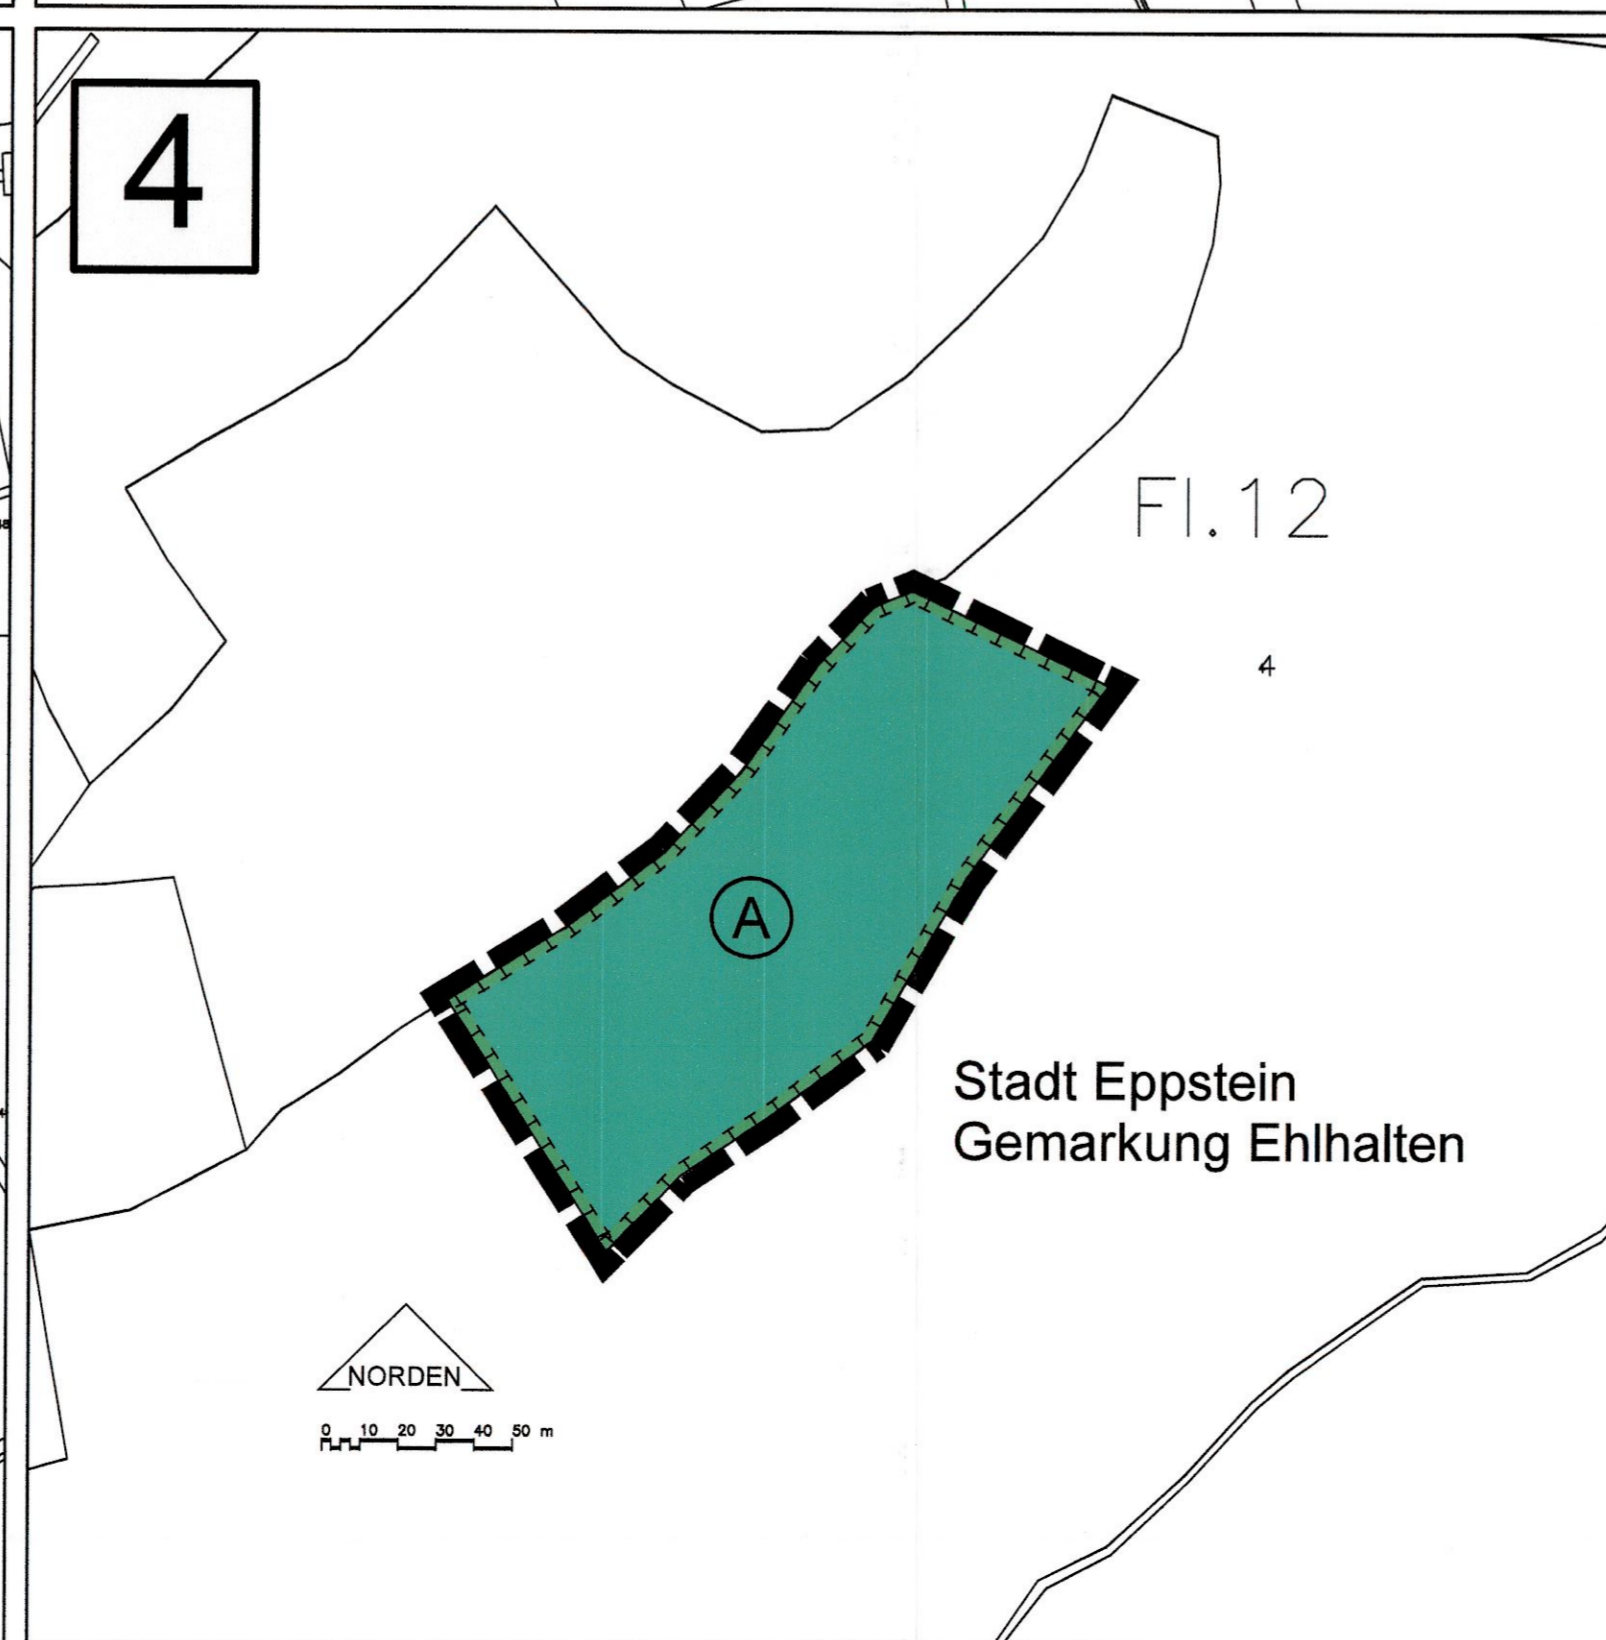 4
Fl.12
4
A
Stadt Eppstein
Gemarkung Ehlhalten
NORDEN
0 10 20 30 40 50 m